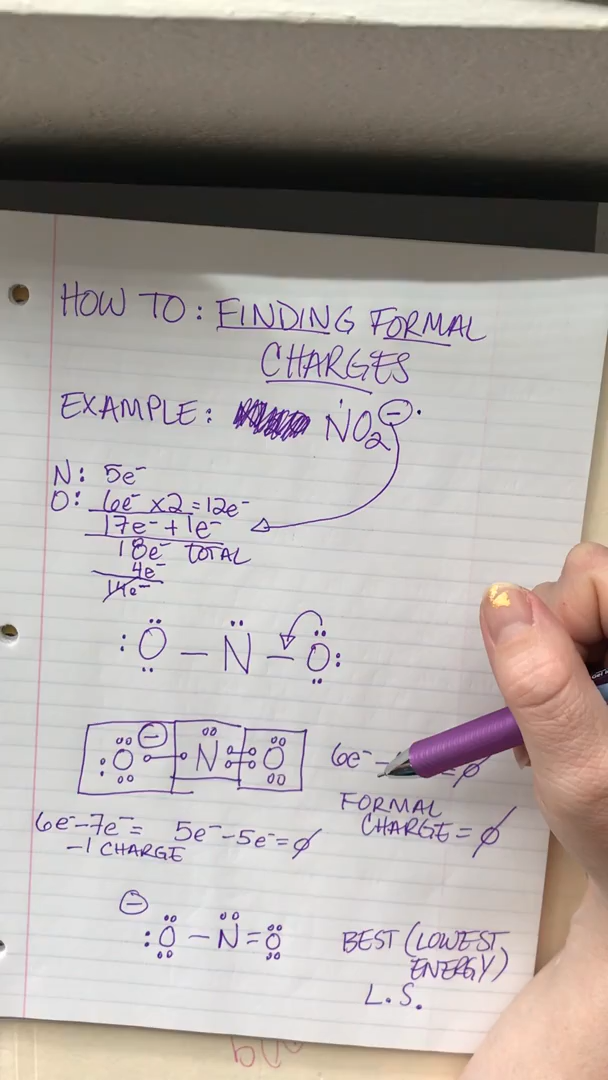 HOW TO: FINDING FORMAL
CHARGES
EXAMPLE: NO2⊖
N: 5e-
O: 6e- x2 = 12e-
17e- + 1e-
18e- TOTAL
4e-
14e-
:O — N — O:
:O — N = O
6e- - = ∅
FORMAL
CHARGE = ∅
6e- - 7e- =
-1 CHARGE
5e- - 5e- = ∅
⊖
:O — N = O
BEST (LOWEST
ENERGY)
L.S.